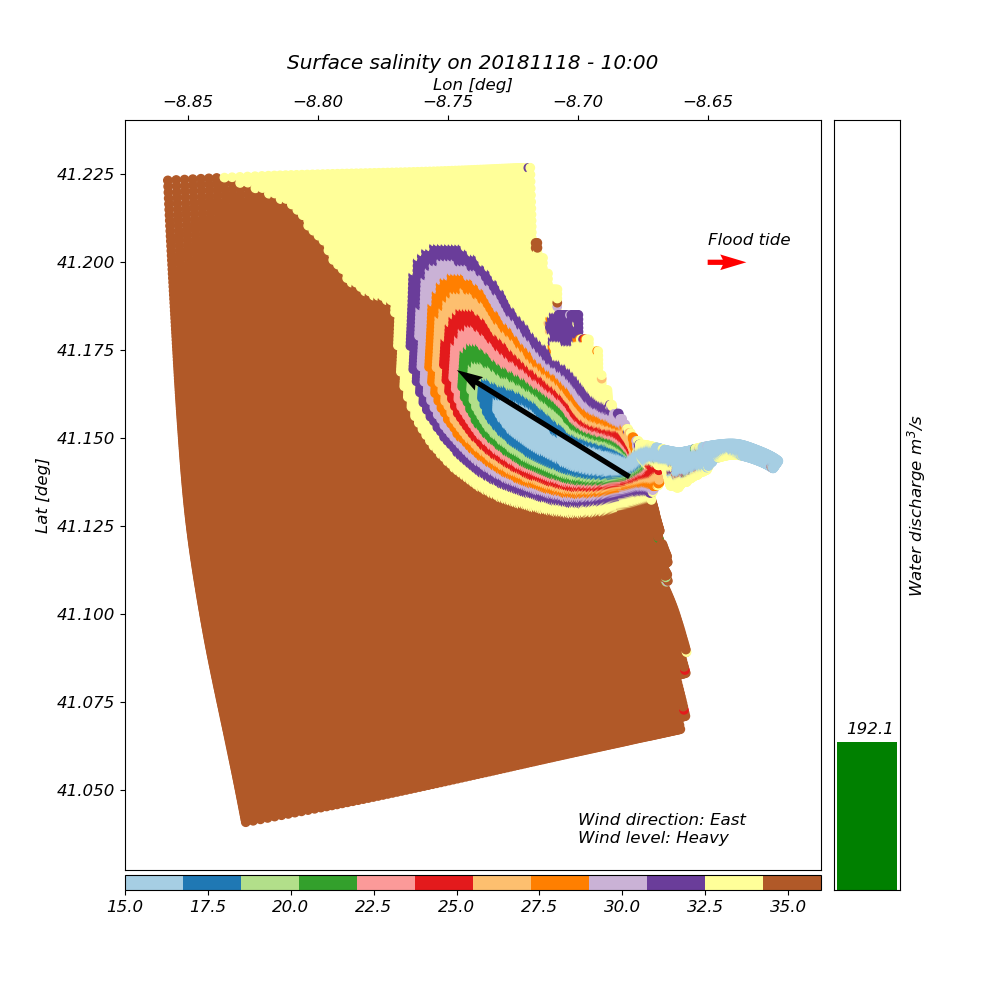 Surface salinity on 20181118 - 10:00
Lon [deg]
−8.85 −8.80 −8.75 −8.70 −8.65
41.225
41.200
41.175
41.150
41.125
41.100
41.075
41.050
Lat [deg]
Flood tide
Wind direction: East
Wind level: Heavy
15.0 17.5 20.0 22.5 25.0 27.5 30.0 32.5 35.0
192.1
Water discharge m³/s